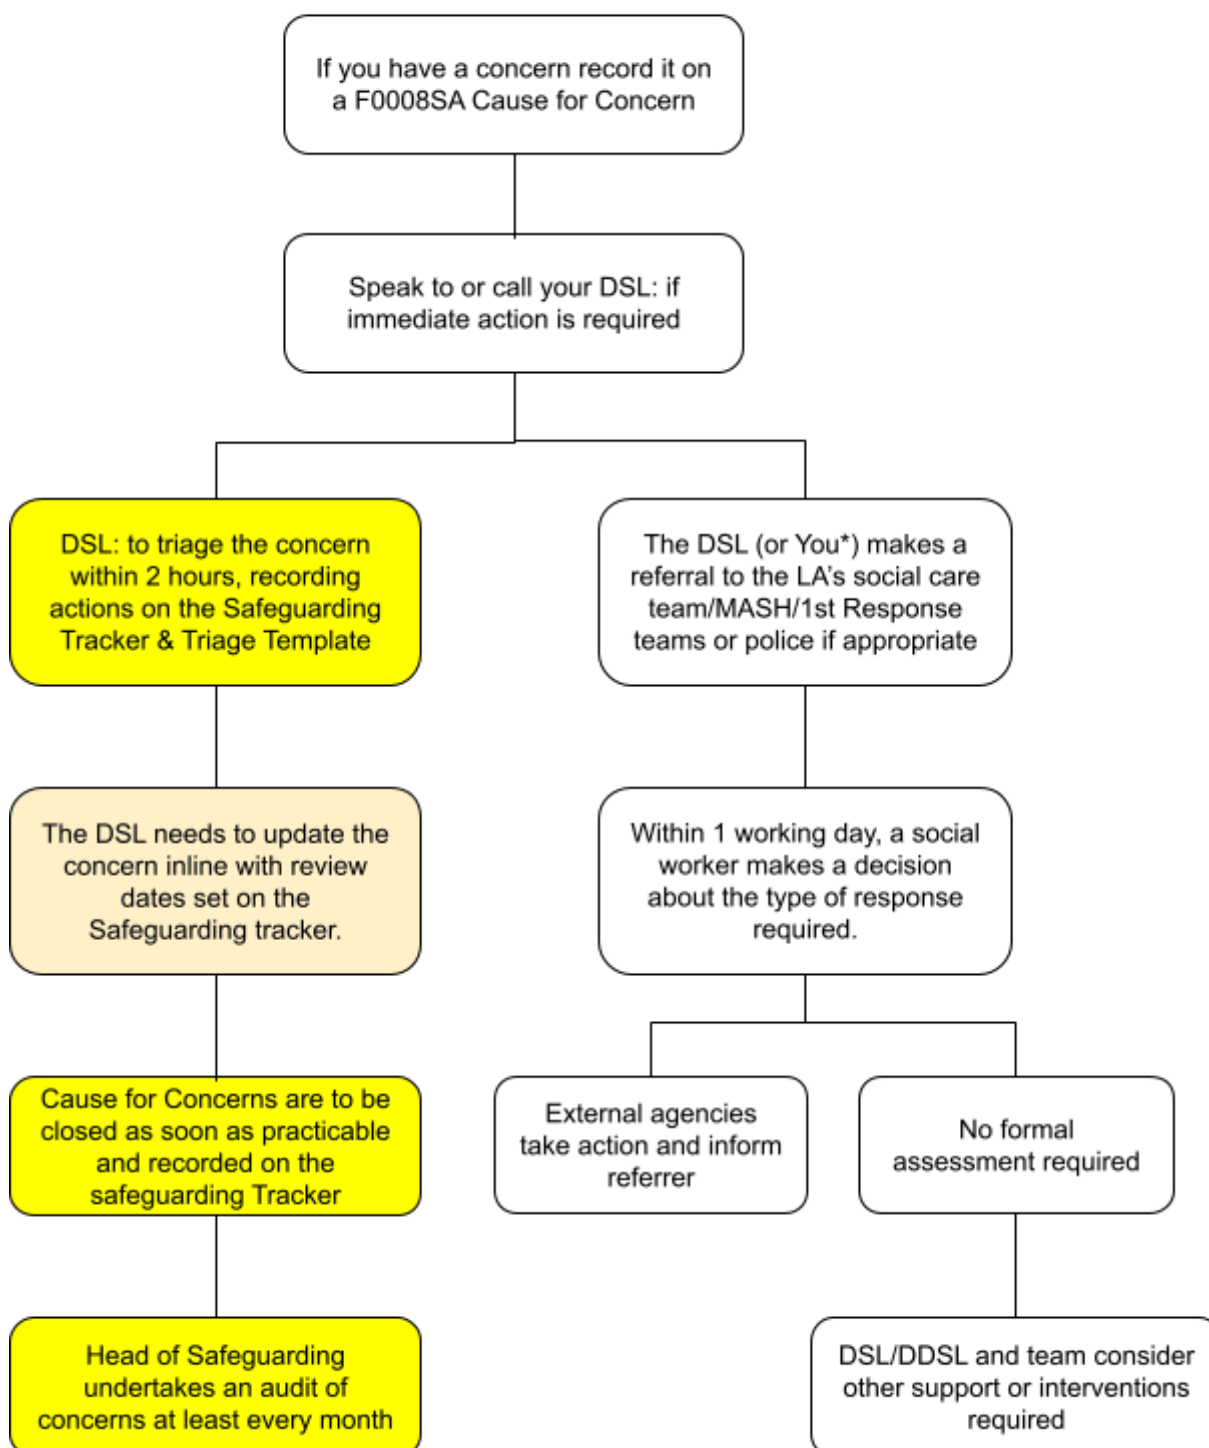 If you have a concern record it on
a F0008SA Cause for Concern
Speak to or call your DSL: if
immediate action is required
DSL: to triage the concern
within 2 hours, recording
actions on the Safeguarding
Tracker & Triage Template
The DSL (or You*) makes a
referral to the LA's social care
team/MASH/1st Response
teams or police if appropriate
The DSL needs to update the
concern inline with review
dates set on the
Safeguarding tracker.
Within 1 working day, a social
worker makes a decision
about the type of response
required.
Cause for Concerns are to be
closed as soon as practicable
and recorded on the
safeguarding Tracker
External agencies
take action and inform
referrer
No formal
assessment required
Head of Safeguarding
undertakes an audit of
concerns at least every month
DSL/DDSL and team consider
other support or interventions
required